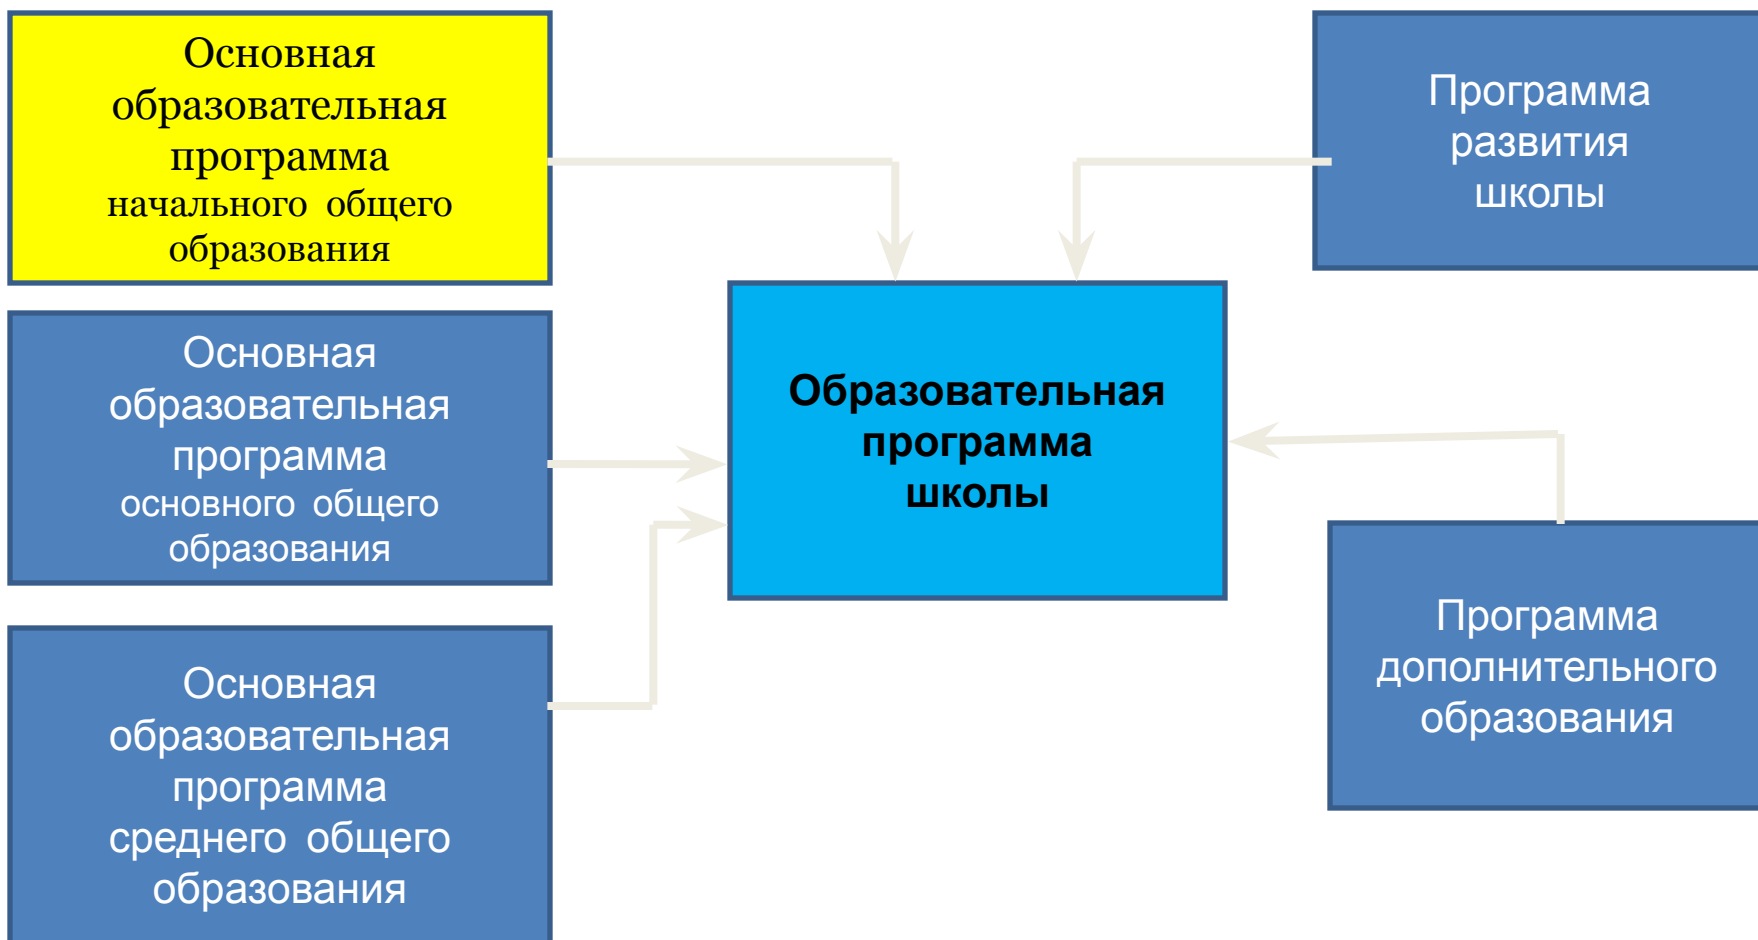 Основная
образовательная
программа
начального общего
образования
Основная
образовательная
программа
основного общего
образования
Основная
образовательная
программа
среднего общего
образования
Образовательная
программа
школы
Программа
развития
школы
Программа
дополнительного
образования